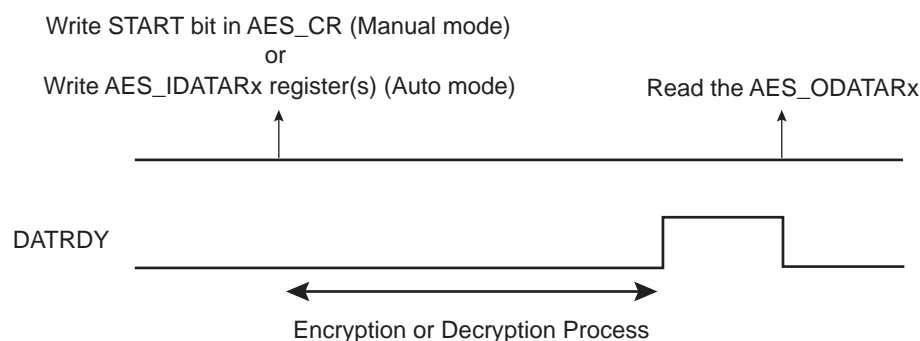 Write START bit in AES_CR (Manual mode)
or
Write AES_IDATARx register(s) (Auto mode)
Read the AES_ODATARx
DATRDY
Encryption or Decryption Process